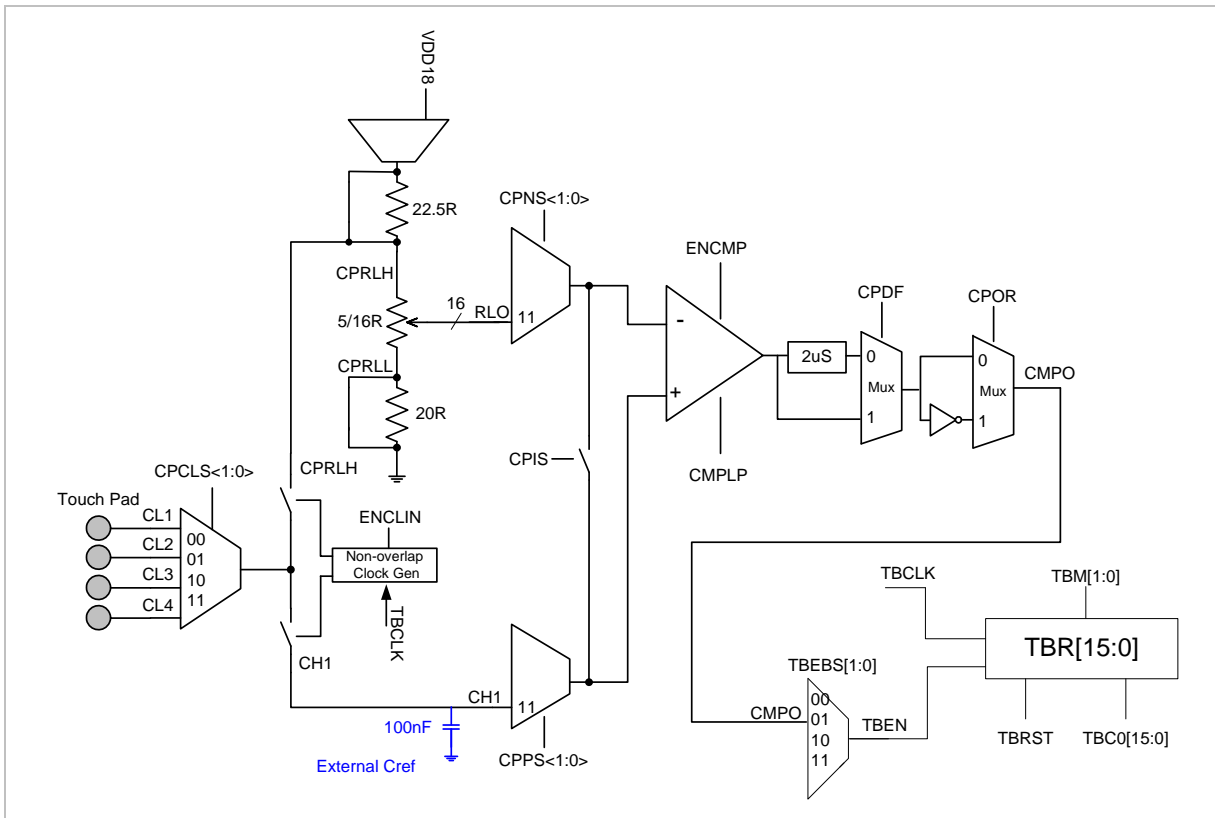 VDD18
22.5R
CPRLH
5/16R
CPRLL
20R
16
RLO
CPNS<1:0>
11
ENCMP
-
+
CMPLP
CPIS
2uS
CPDF
0
Mux
1
CPOR
0
Mux
1
CMPO
CPRLH
CPCLS<1:0>
Touch Pad
CL1
CL2
CL3
CL4
00
01
10
11
ENCLIN
Non-overlap
Clock Gen
TBCLK
CH1
CH1
11
CPPS<1:0>
100nF
External Cref
TBCLK
TBM[1:0]
TBR[15:0]
TBEBS[1:0]
CMPO
00
01
10
11
TBEN
TBRST
TBC0[15:0]